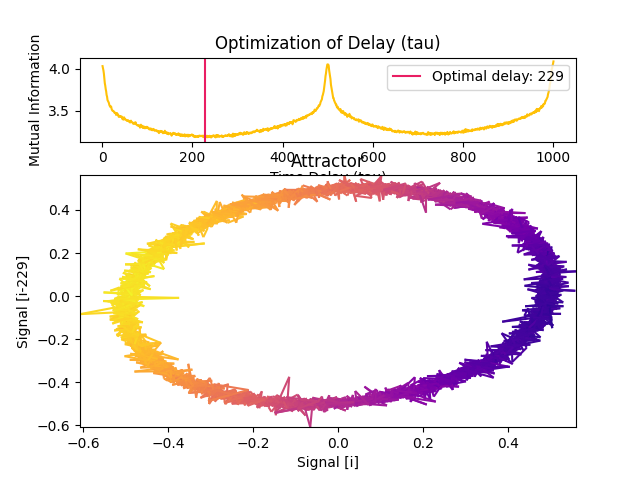 Optimization of Delay (tau)
Mutual Information
4.0
3.5
Optimal delay: 229
0 200 400 600 800 1000
Time Delay (tau)
Attractor
Signal [i-229]
0.4
0.2
0.0
−0.2
−0.4
−0.6
−0.6 −0.4 −0.2 0.0 0.2 0.4
Signal [i]